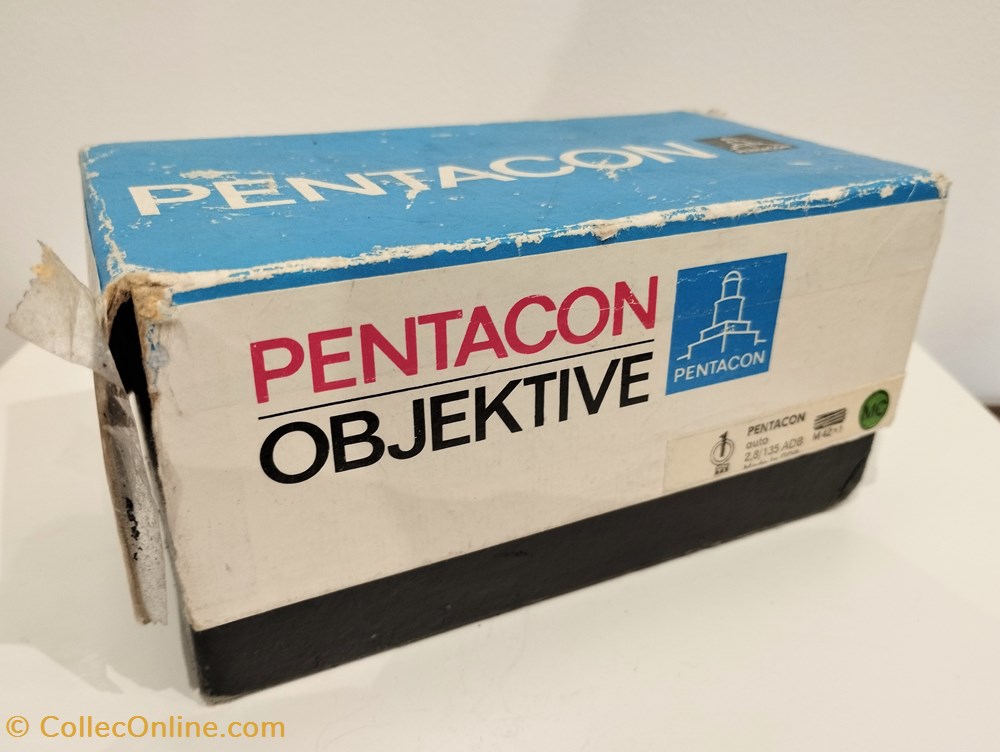 PENTACON
PENTACON
OBJEKTIVE
PENTACON
PENTACON
auto
2,8/135 ADB
M 42×1
MC
© CollecOnline.com